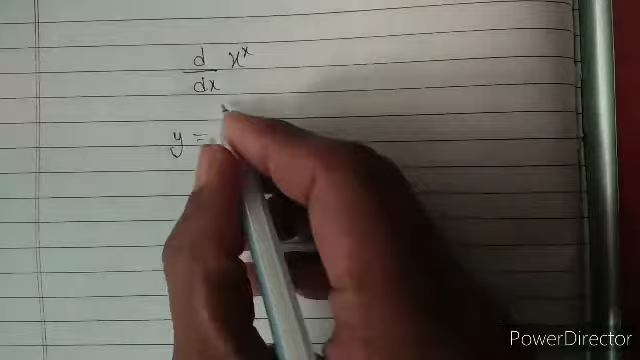 d/dx x^x
y =
PowerDirector